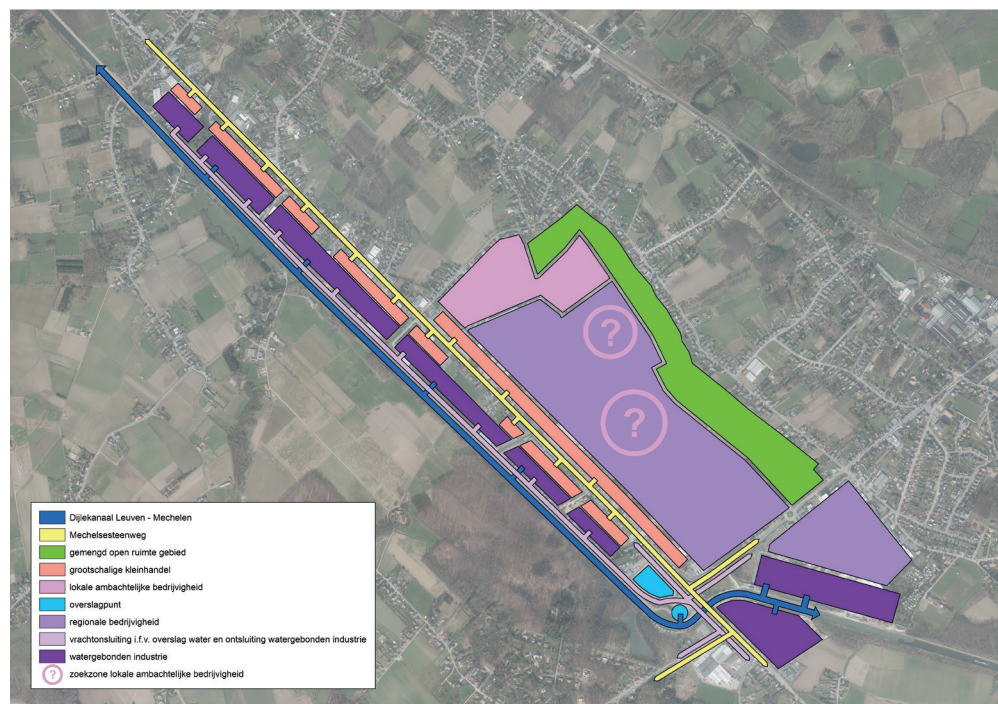 ?
?
Dijlekanaal Leuven - Mechelen
Mechelsesteenweg
gemengd open ruimte gebied
grootschalige kleinhandel
lokale ambachtelijke bedrijvigheid
overslagpunt
regionale bedrijvigheid
vrachtonsluiting i.f.v. overslag water en ontsluiting watergebonden industrie
watergebonden industrie
? zoekzone lokale ambachtelijke bedrijvigheid